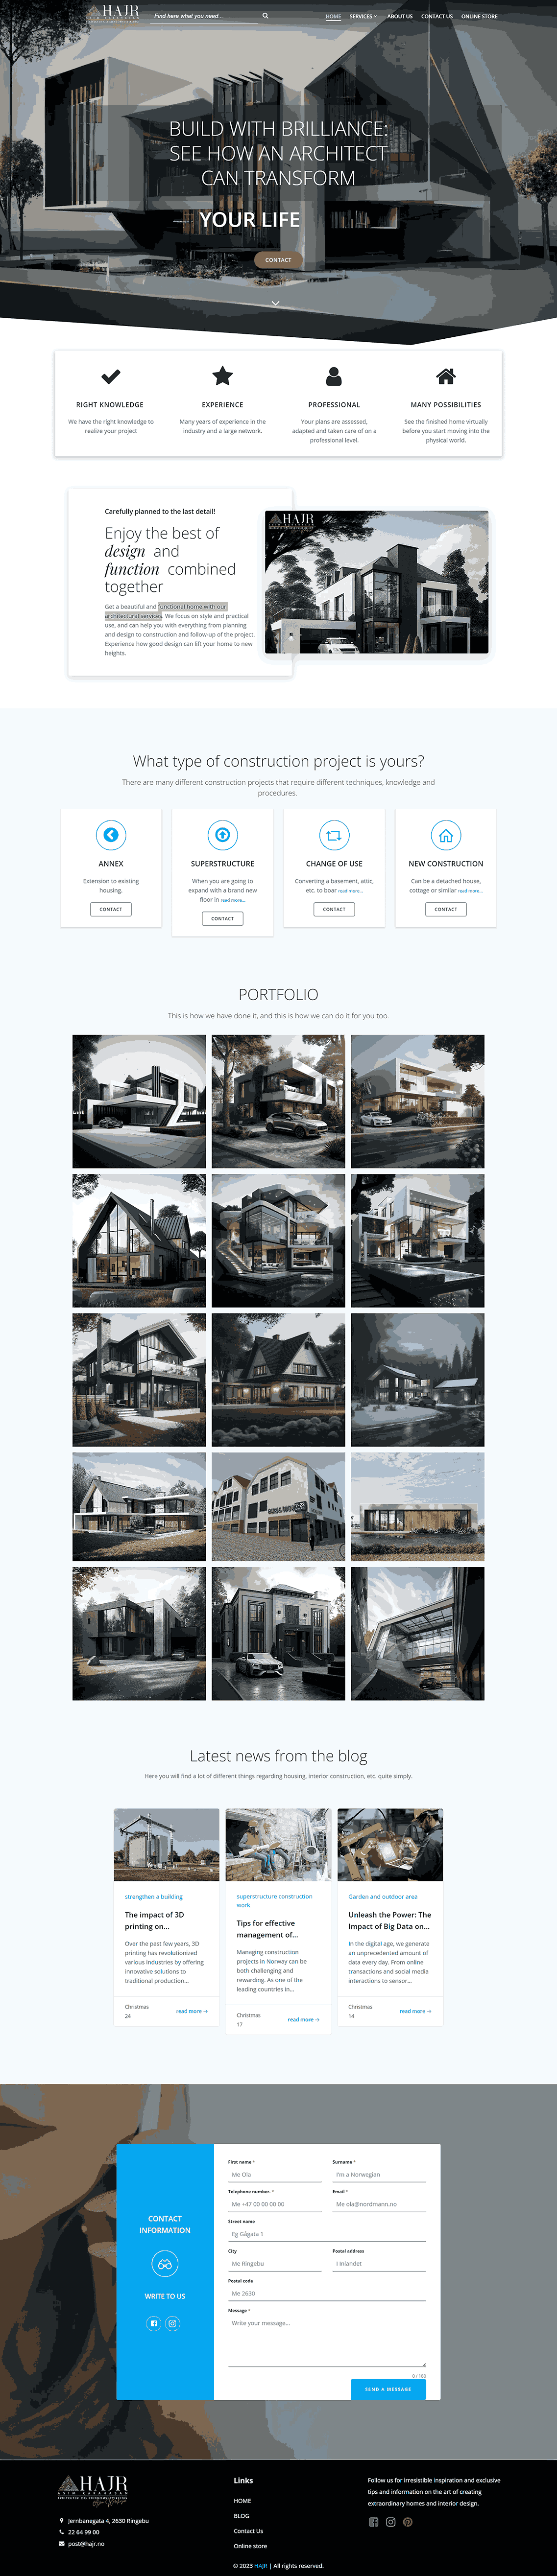 HAJR
Find here what you need...
HOME SERVICES ABOUT US CONTACT US ONLINE STORE
BUILD WITH BRILLIANCE:
SEE HOW AN ARCHITECT
CAN TRANSFORM
YOUR LIFE
CONTACT
RIGHT KNOWLEDGE
We have the right knowledge to
realize your project
EXPERIENCE
Many years of experience in the
industry and a large network.
PROFESSIONAL
Your plans are assessed,
adapted and taken care of on a
professional level.
MANY POSSIBILITIES
See the finished home virtually
before you start moving into the
physical world.
Carefully planned to the last detail!
Enjoy the best of
design and
function combined
together
Get a beautiful and functional home with our
architectural services. We focus on style and practical
use, and can help you with everything from planning
and design to construction and follow-up of the project.
Experience how good design can lift your home to new
heights.
HAJR
What type of construction project is yours?
There are many different construction projects that require different techniques, knowledge and
procedures.
ANNEX
Extension to existing
housing.
CONTACT
SUPERSTRUCTURE
When you are going to
expand with a brand new
floor in read more...
CONTACT
CHANGE OF USE
Converting a basement, attic,
etc. to boar read more...
CONTACT
NEW CONSTRUCTION
Can be a detached house,
cottage or similar read more...
CONTACT
PORTFOLIO
This is how we have done it, and this is how we can do it for you too.
Latest news from the blog
Here you will find a lot of different things regarding housing, interior construction, etc. quite simply.
strengthen a building
The impact of 3D
printing on...
Over the past few years, 3D
printing has revolutionized
various industries by offering
innovative solutions to
traditional production...
Christmas
24
read more →
superstructure construction
work
Tips for effective
management of...
Managing construction
projects in Norway can be
both challenging and
rewarding. As one of the
leading countries in...
Christmas
17
read more →
Garden and outdoor area
Unleash the Power: The
Impact of Big Data on...
In the digital age, we generate
an unprecedented amount of
data every day. From online
transactions and social media
interactions to sensor...
Christmas
14
read more →
CONTACT
INFORMATION
WRITE TO US
First name *
Me Ola
Surname *
I'm a Norwegian
Telephone number. *
Me +47 00 00 00 00
Email *
Me ola@nordmann.no
Street name
Eg Gågata 1
City
Me Ringebu
Postal address
I Inlandet
Postal code
Me 2630
Message *
Write your message...
0 / 180
SEND A MESSAGE
HAJR
Jernbanegata 4, 2630 Ringebu
22 64 99 00
post@hajr.no
Links
HOME
BLOG
Contact Us
Online store
Follow us for irresistible inspiration and exclusive
tips and information on the art of creating
extraordinary homes and interior design.
© 2023 HAJR | All rights reserved.